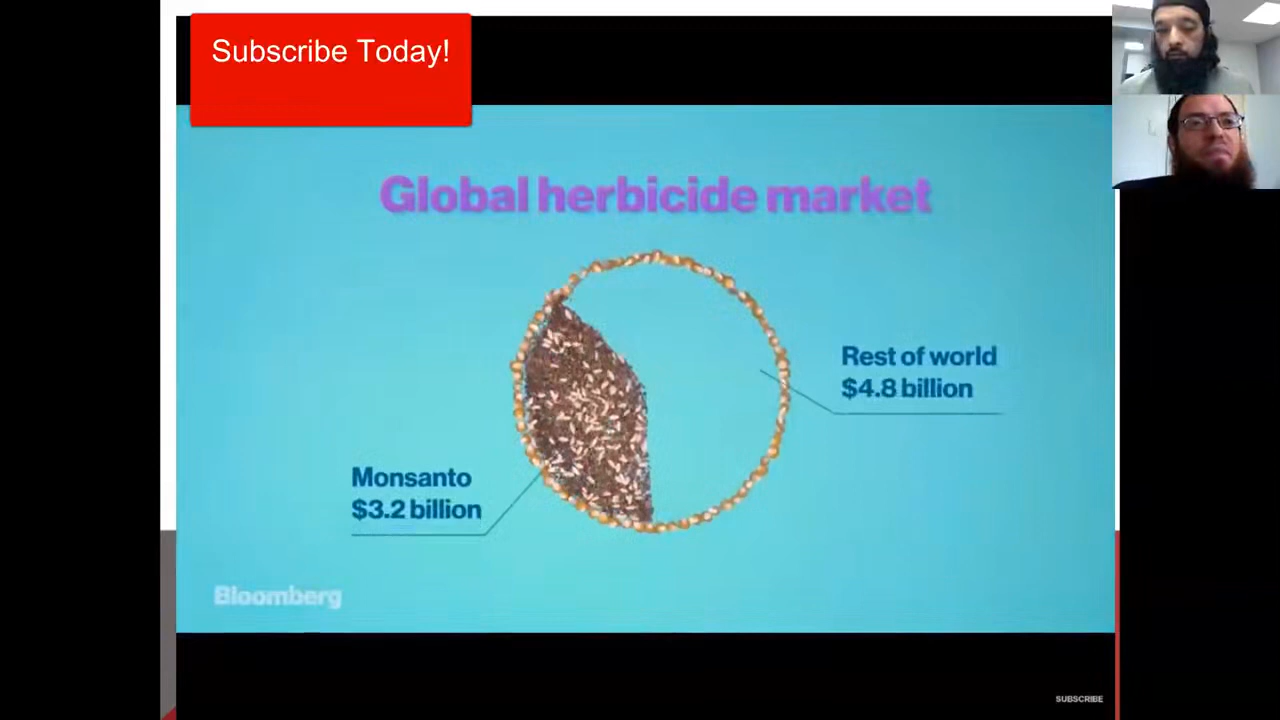 Subscribe Today!
Global herbicide market
Rest of world
$4.8 billion
Monsanto
$3.2 billion
Bloomberg
SUBSCRIBE